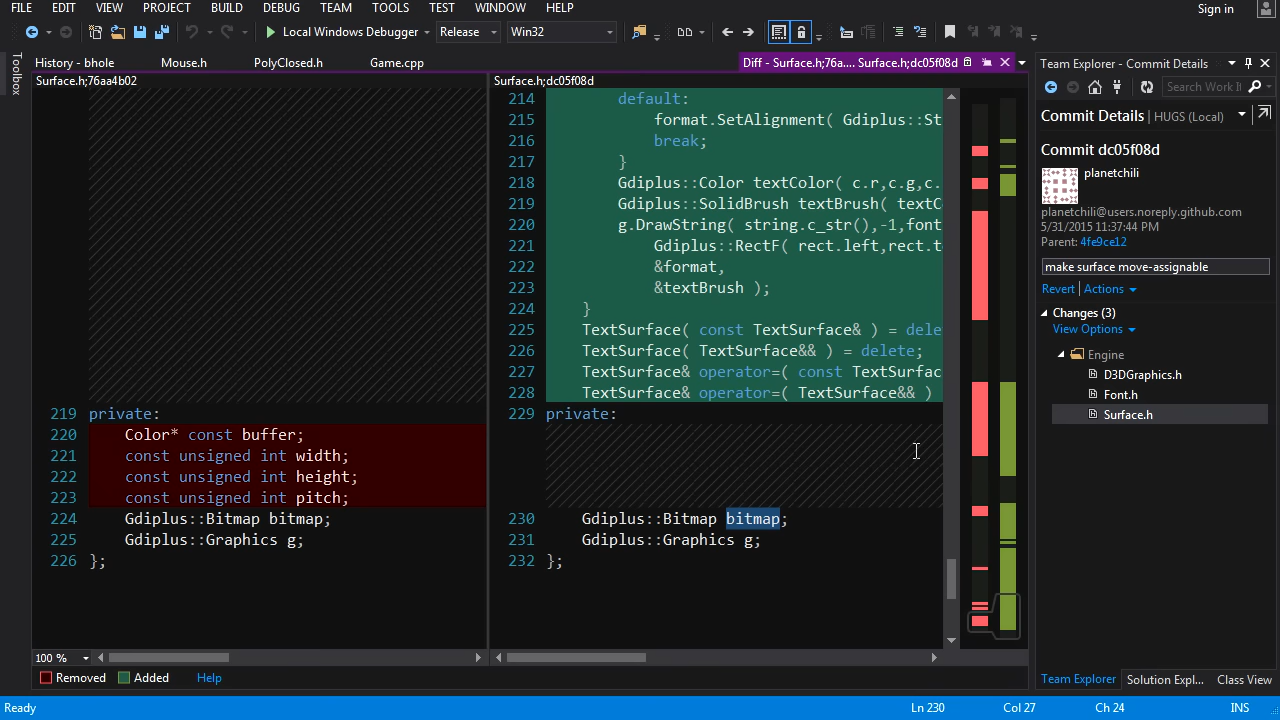 FILE EDIT VIEW PROJECT BUILD DEBUG TEAM TOOLS TEST WINDOW HELP
Sign in
Local Windows Debugger Release Win32
Toolbox
History - bhole Mouse.h PolyClosed.h Game.cpp Diff - Surface.h;76a.... Surface.h;dc05f08d
Surface.h;76aa4b02
219 private:
220 Color* const buffer;
221 const unsigned int width;
222 const unsigned int height;
223 const unsigned int pitch;
224 Gdiplus::Bitmap bitmap;
225 Gdiplus::Graphics g;
226 };
100 %
Surface.h;dc05f08d
214 default:
215 format.SetAlignment( Gdiplus::St
216 break;
217 }
218 Gdiplus::Color textColor( c.r,c.g,c.
219 Gdiplus::SolidBrush textBrush( textC
220 g.DrawString( string.c_str(),-1,font
221 Gdiplus::RectF( rect.left,rect.t
222 &format,
223 &textBrush );
224 }
225 TextSurface( const TextSurface& ) = dele
226 TextSurface( TextSurface&& ) = delete;
227 TextSurface& operator=( const TextSurfac
228 TextSurface& operator=( TextSurface&& )
229 private:
230 Gdiplus::Bitmap bitmap;
231 Gdiplus::Graphics g;
232 };
Removed Added Help
Team Explorer - Commit Details
Search Work It
Commit Details | HUGS (Local)
Commit dc05f08d
planetchili
planetchili@users.noreply.github.com
5/31/2015 11:37:44 PM
Parent: 4fe9ce12
make surface move-assignable
Revert | Actions
Changes (3)
View Options
Engine
D3DGraphics.h
Font.h
Surface.h
Team Explorer Solution Expl... Class View
Ready Ln 230 Col 27 Ch 24 INS